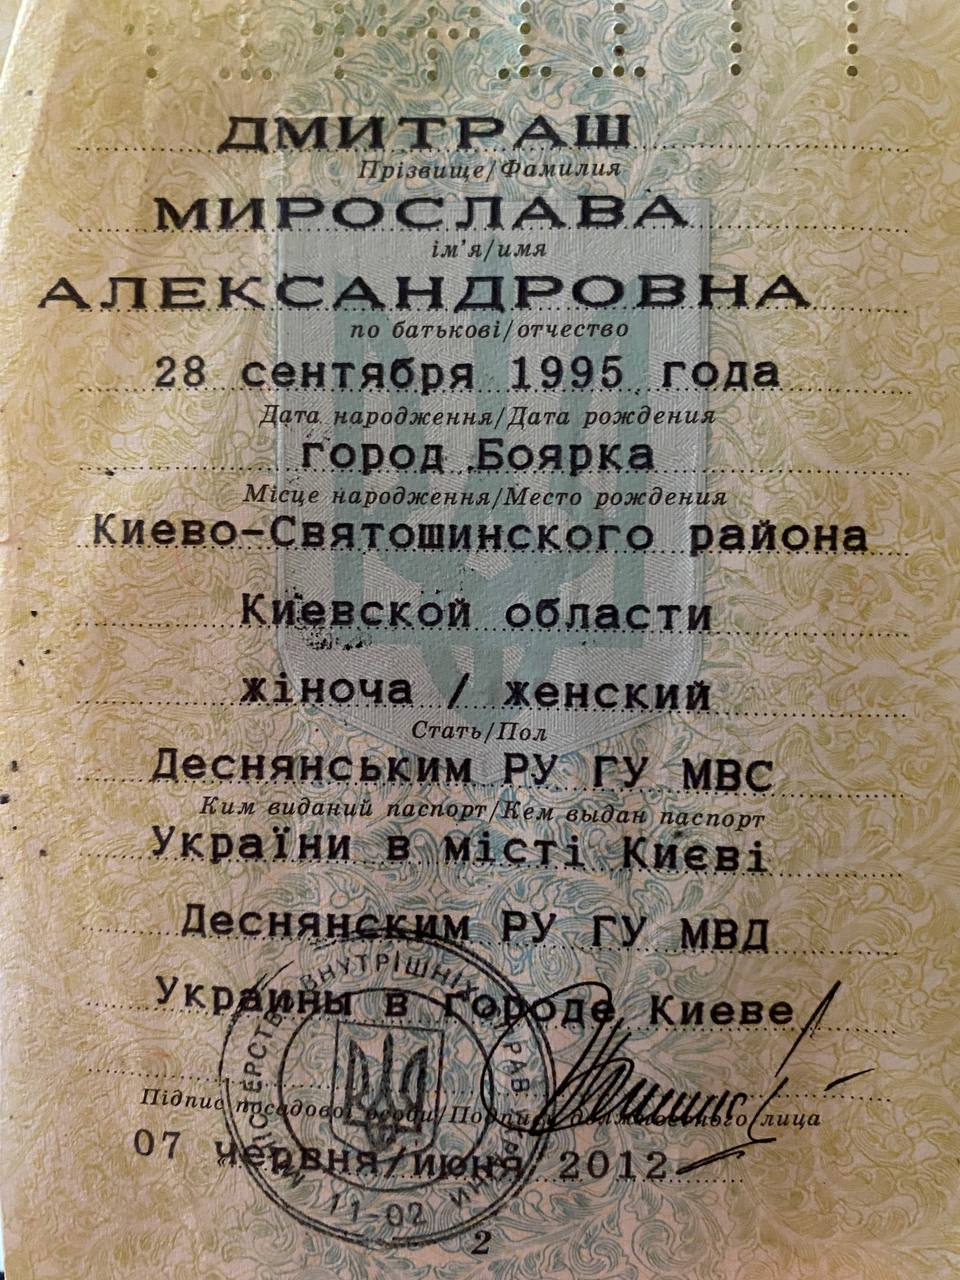 ДМИТРАШ
Прізвище/Фамилия
МИРОСЛАВА
ім'я/имя
АЛЕКСАНДРОВНА
по батькові/отчество
28 сентября 1995 года
Дата народження/Дата рождения
город Боярка
Місце народження/Место рождения
Киево-Святошинского района
Киевской области
жіноча / женский
Стать/Пол
Деснянським РУ ГУ МВС
Ким виданий паспорт/Кем выдан паспорт
України в місті Києві
Деснянским РУ ГУ МВД
Украины в городе Киеве
Підпис посадової особи/Подпись должностного лица
07 червня/июня 2012
ВНУТРІШНІХ
11-02
2